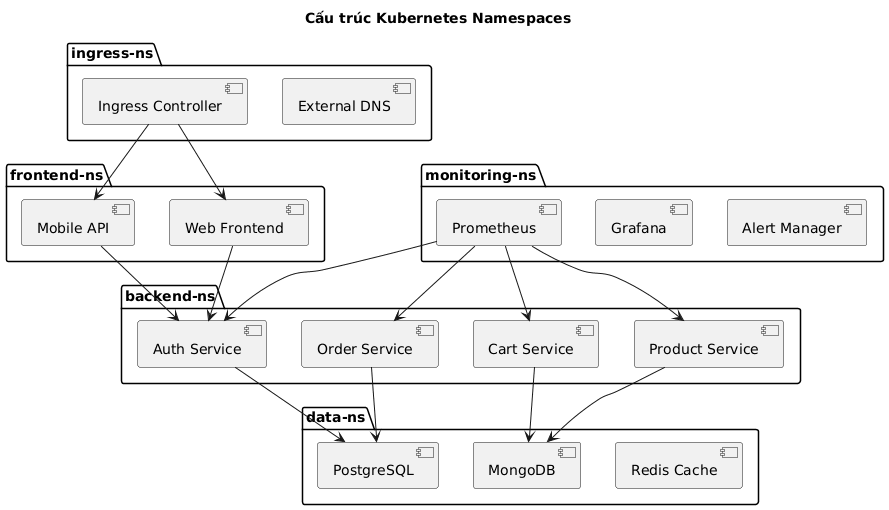 Cấu trúc Kubernetes Namespaces
ingress-ns
Ingress Controller
External DNS
frontend-ns
Mobile API
Web Frontend
monitoring-ns
Prometheus
Grafana
Alert Manager
backend-ns
Auth Service
Order Service
Cart Service
Product Service
data-ns
PostgreSQL
MongoDB
Redis Cache